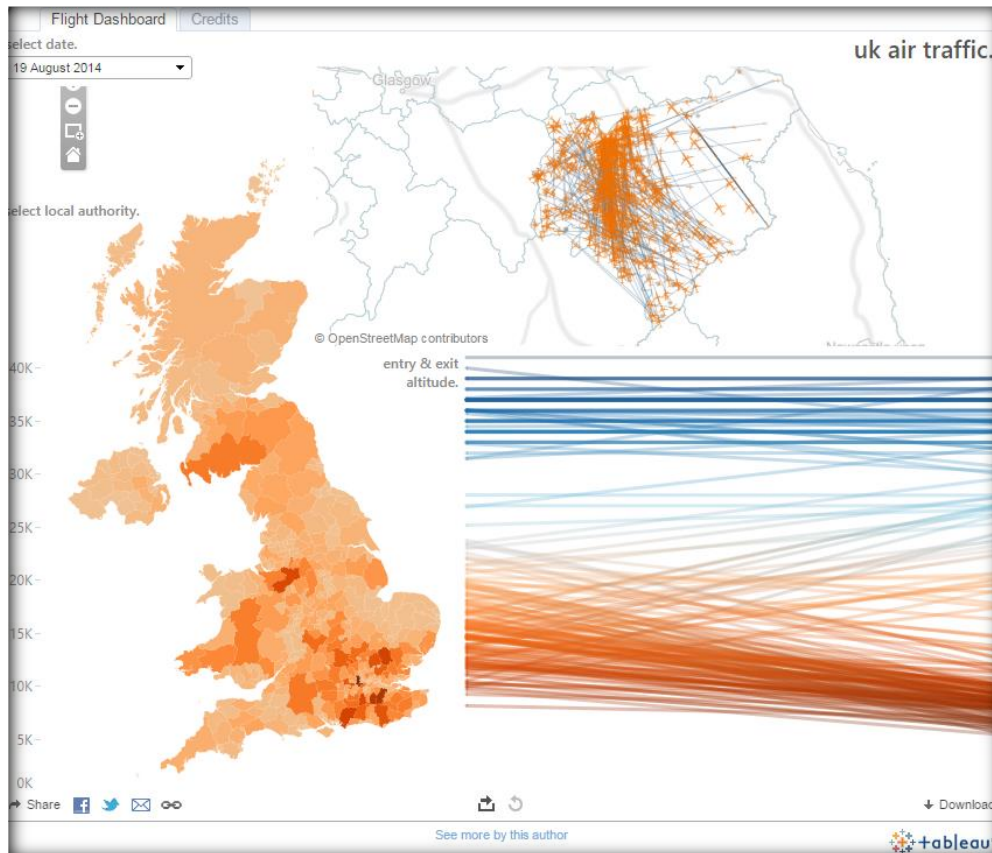 Flight Dashboard
Credits
select date.
19 August 2014
uk air traffic.
Glasgow
select local authority.
© OpenStreetMap contributors
entry & exit
altitude.
40K
35K
30K
25K
20K
15K
10K
5K
0K
Share
Download
See more by this author
+ableau